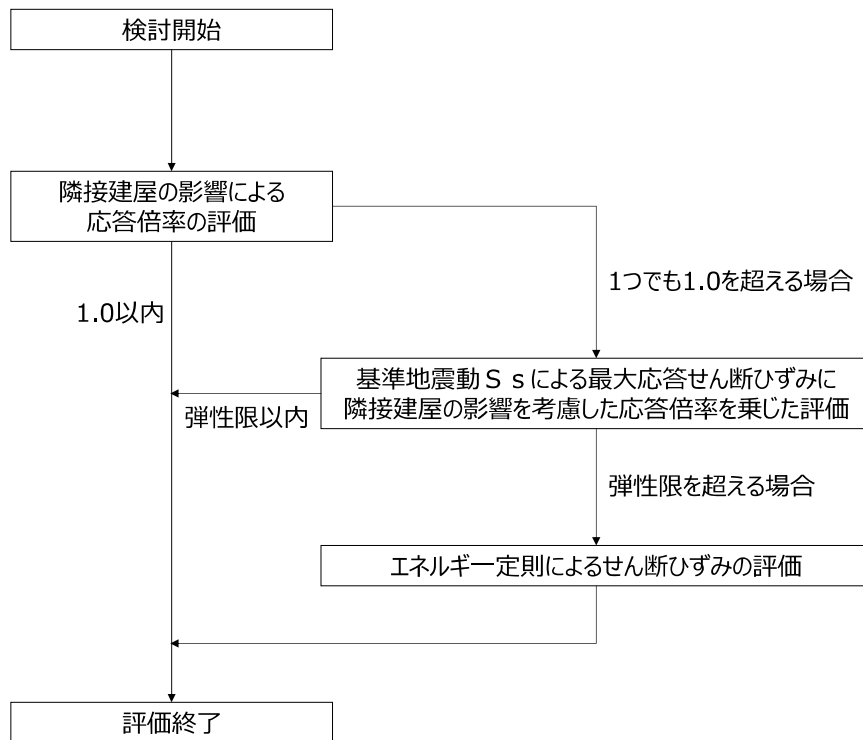 検討開始
隣接建屋の影響による
応答倍率の評価
1つでも1.0を超える場合
1.0以内
基準地震動Ｓｓによる最大応答せん断ひずみに
隣接建屋の影響を考慮した応答倍率を乗じた評価
弾性限以内
弾性限を超える場合
エネルギー定則によるせん断ひずみの評価
評価終了